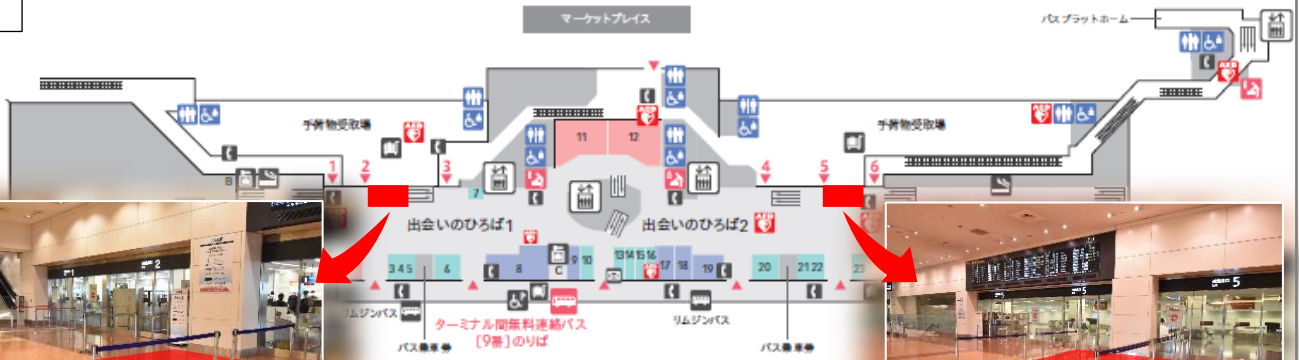 マーケットプレイス
バスプラットホーム
手荷物受取場
手荷物受取場
AED
AED
AED
AED
1
2
3
4
5
6
11
12
7
B
出会いのひろば1
出会いのひろば2
AED
3 4 5
6
8
C
9
10
13 14 15 16
17
18
19
20
21 22
23
リムジンバス
リムジンバス
ターミナル間無料連絡バス
[9番]のりば
バス乗車券
バス乗車券
1
2
5
5